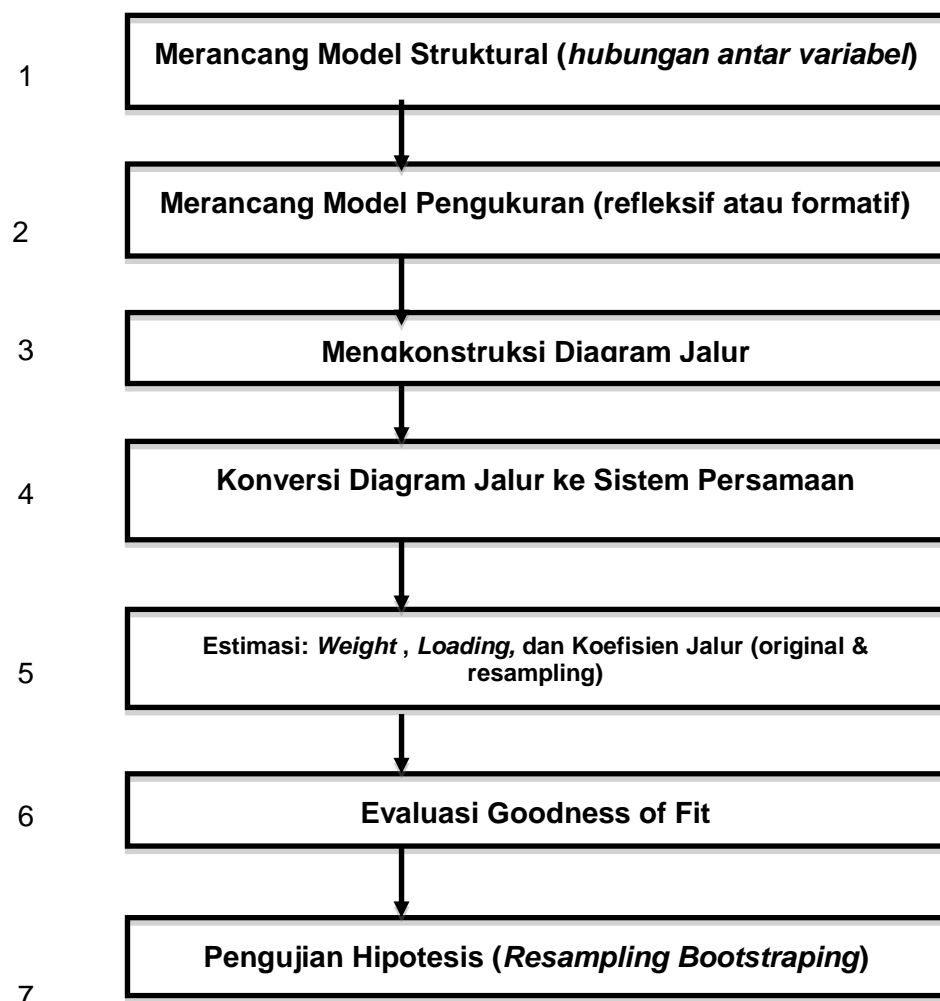 1
Merancang Model Struktural (hubungan antar variabel)
2
Merancang Model Pengukuran (refleksif atau formatif)
3
Mengkonstruksi Diagram Jalur
4
Konversi Diagram Jalur ke Sistem Persamaan
5
Estimasi: Weight , Loading, dan Koefisien Jalur (original &
resampling)
6
Evaluasi Goodness of Fit
7
Pengujian Hipotesis (Resampling Bootstraping)